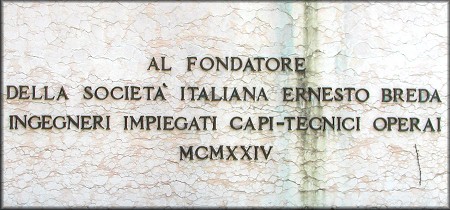 AL FONDATORE
DELLA SOCIETA' ITALIANA ERNESTO BREDA
INGEGNERI IMPIEGATI CAPI-TECNICI OPERAI
MCMXXIV